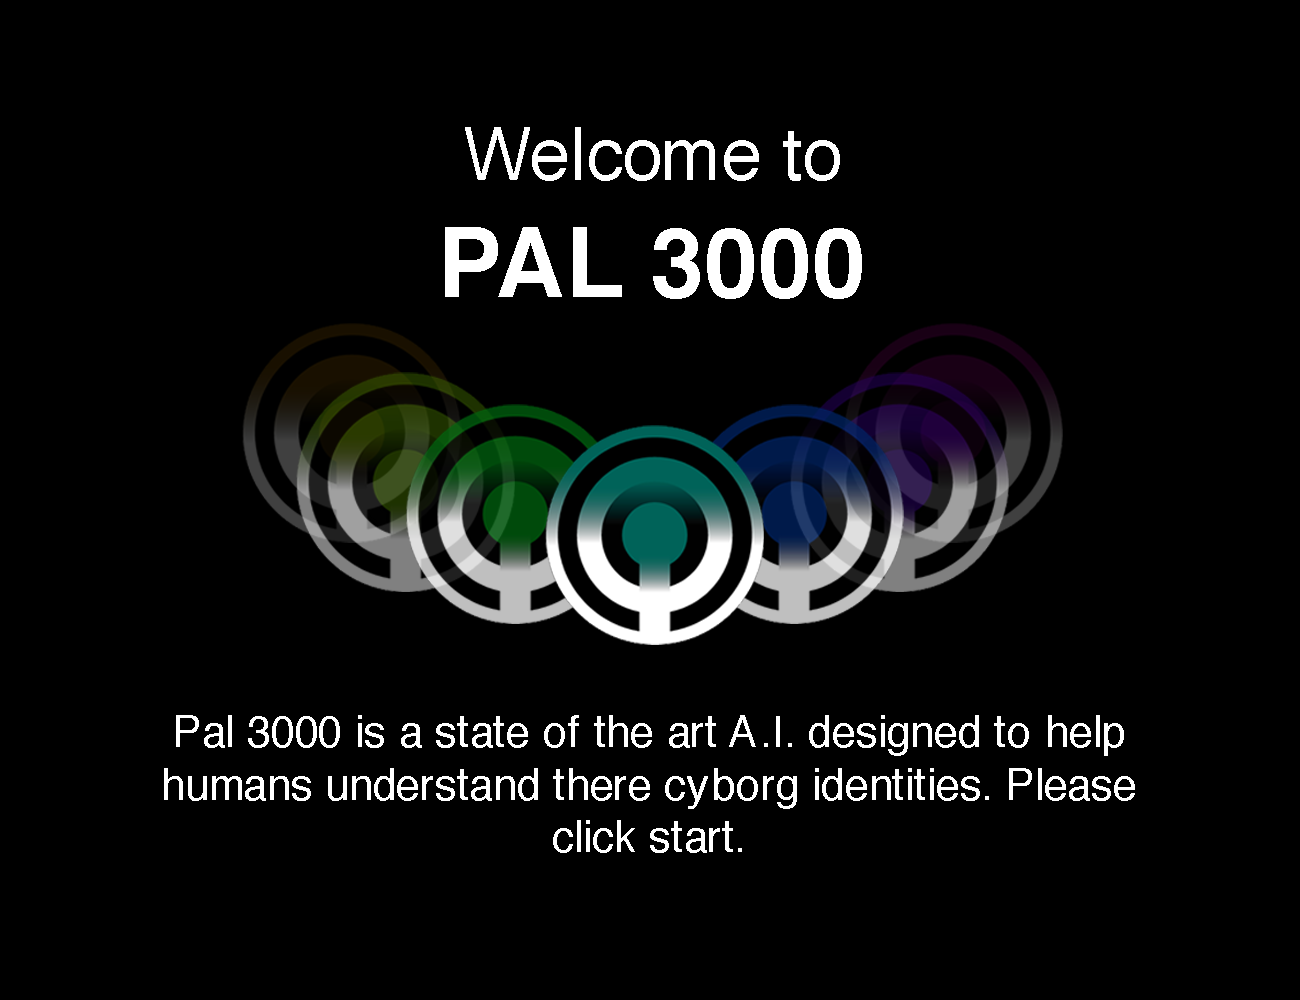 Welcome to
PAL 3000
Pal 3000 is a state of the art A.I. designed to help
humans understand there cyborg identities. Please
click start.